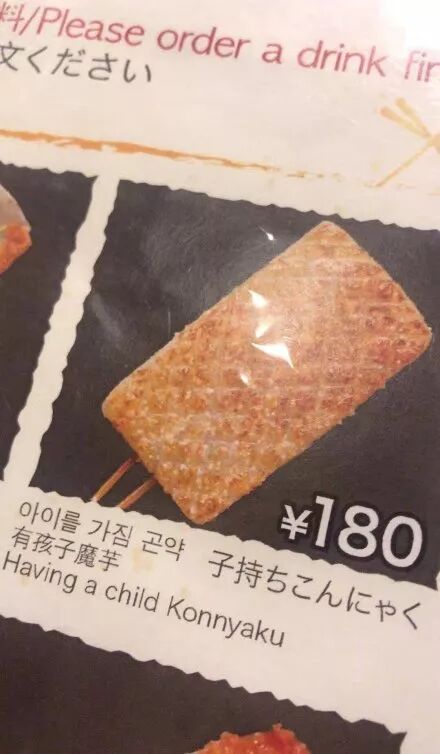 料/Please order a drink fir
文ください
¥180
아이를 가짐 곤약
子持ちこんにゃく
有孩子魔芋
Having a child Konnyaku